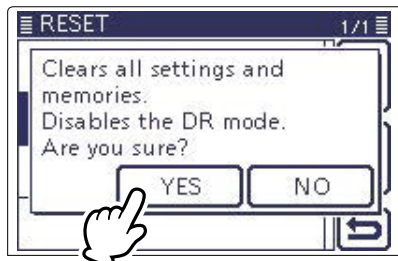 RESET 1/1
Clears all settings and
memories.
Disables the DR mode.
Are you sure?
YES NO